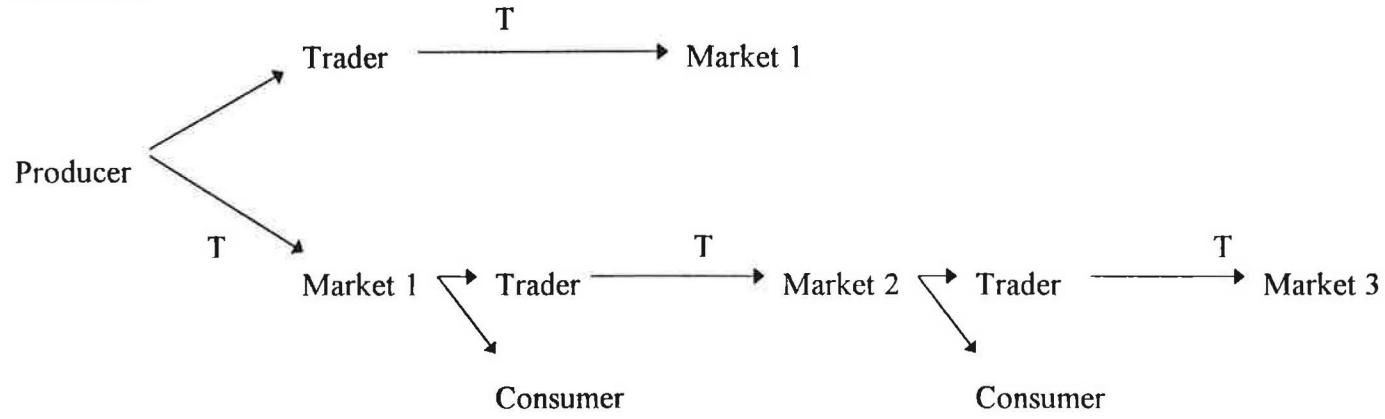 T
Trader Market 1
Producer
T T T
Market 1 Trader Market 2 Trader Market 3
Consumer Consumer